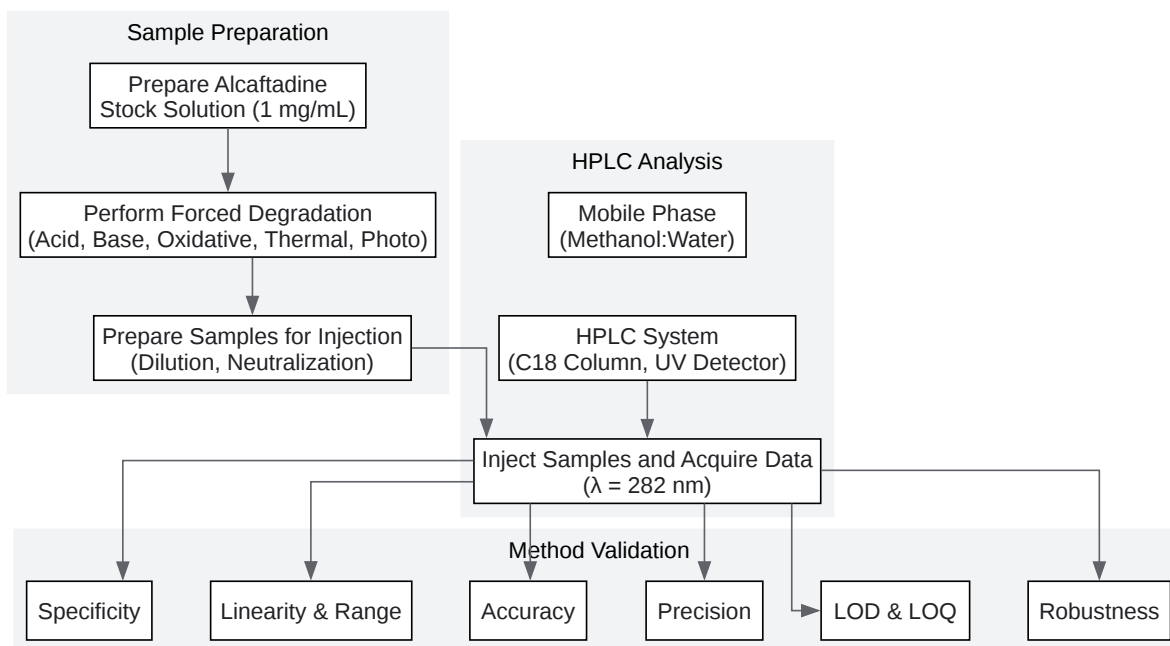 Sample Preparation
Prepare Alcaftadine
Stock Solution (1 mg/mL)
Perform Forced Degradation
(Acid, Base, Oxidative, Thermal, Photo)
Prepare Samples for Injection
(Dilution, Neutralization)
HPLC Analysis
Mobile Phase
(Methanol:Water)
HPLC System
(C18 Column, UV Detector)
Inject Samples and Acquire Data
(λ = 282 nm)
Method Validation
Specificity
Linearity & Range
Accuracy
Precision
LOD & LOQ
Robustness